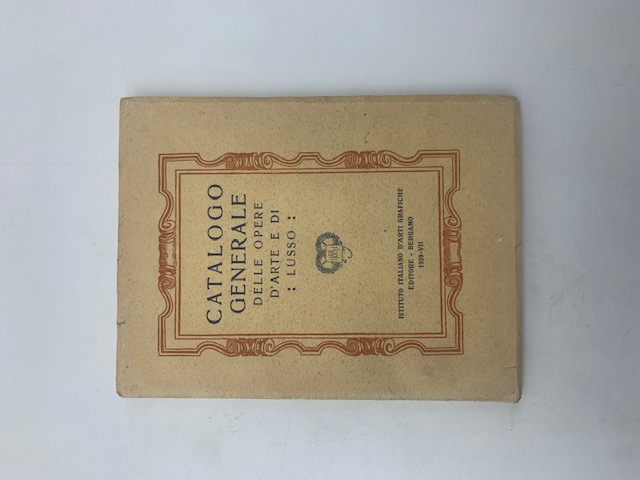 CATALOGO
GENERALE
DELLE OPERE
D'ARTE E DI
: LUSSO :
ISTITUTO ITALIANO D'ARTI GRAFICHE
EDITORE - BERGAMO
1929-VII